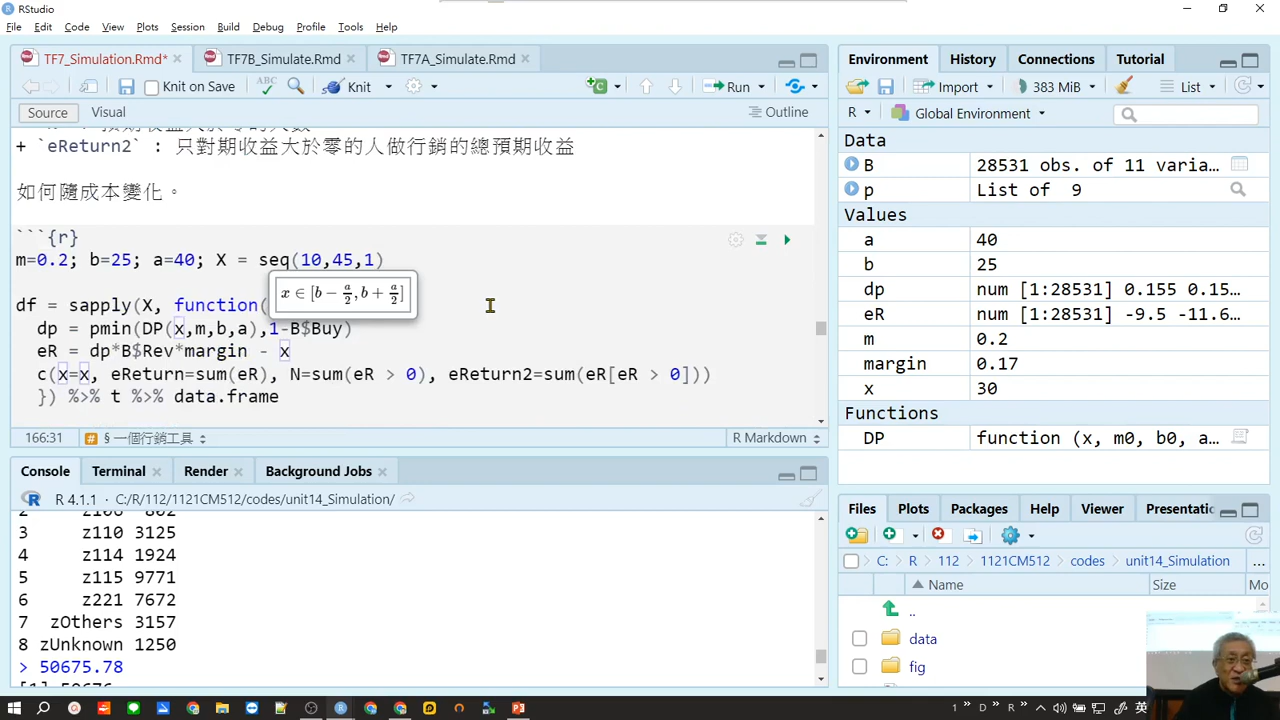 RStudio
File Edit Code View Plots Session Build Debug Profile Tools Help
TF7_Simulation.Rmd* TF7B_Simulate.Rmd TF7A_Simulate.Rmd
Knit on Save ABC Knit Run
Source Visual Outline
+ `eReturn2` : 只對期收益大於零的人做行銷的總預期收益
如何隨成本變化。
```{r}
m=0.2; b=25; a=40; X = seq(10,45,1)
x ∈ [b − a/2, b + a/2]
df = sapply(X, function(
dp = pmin(DP(x,m,b,a),1-B$Buy)
eR = dp*B$Rev*margin - x
c(x=x, eReturn=sum(eR), N=sum(eR > 0), eReturn2=sum(eR[eR > 0]))
}) %>% t %>% data.frame
166:31 # § 一個行銷工具 R Markdown
Console Terminal Render Background Jobs
R 4.1.1 · C:/R/112/1121CM512/codes/unit14_Simulation/
3 z110 3125
4 z114 1924
5 z115 9771
6 z221 7672
7 zOthers 3157
8 zUnknown 1250
> 50675.78
Environment History Connections Tutorial
Import 383 MiB List
R Global Environment
Data
B 28531 obs. of 11 varia…
p List of 9
Values
a 40
b 25
dp num [1:28531] 0.155 0.15…
eR num [1:28531] -9.5 -11.6…
m 0.2
margin 0.17
x 30
Functions
DP function (x, m0, b0, a…
Files Plots Packages Help Viewer Presentatic
C: R 112 1121CM512 codes unit14_Simulation ...
Name Size Mo
..
data
fig
英